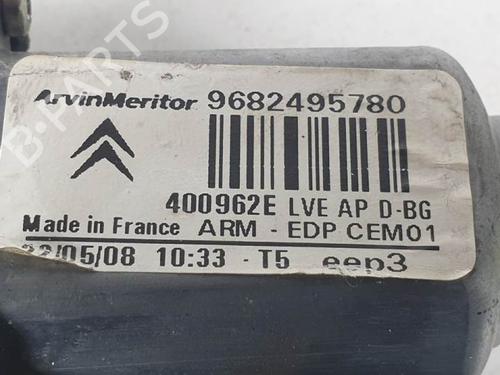 B-PARTS
ArvinMeritor 9682495780
400962E LVE AP D-BG
Made in France ARM - EDP CEM01
/05/08 10:33 - T5 eep3